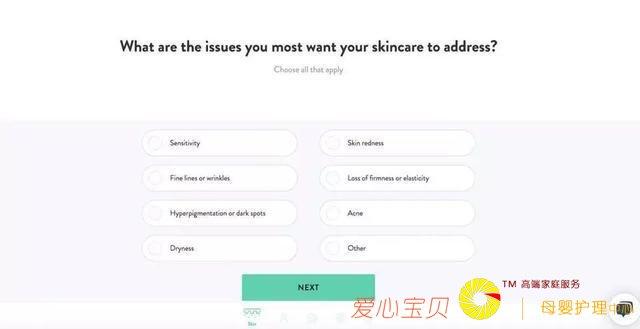 What are the issues you most want your skincare to address?
Choose all that apply
Sensitivity
Skin redness
Fine lines or wrinkles
Loss of firmness or elasticity
Hyperpigmentation or dark spots
Acne
Dryness
Other
NEXT
Skin
TM 高端家庭服务
爱心宝贝
母婴护理中